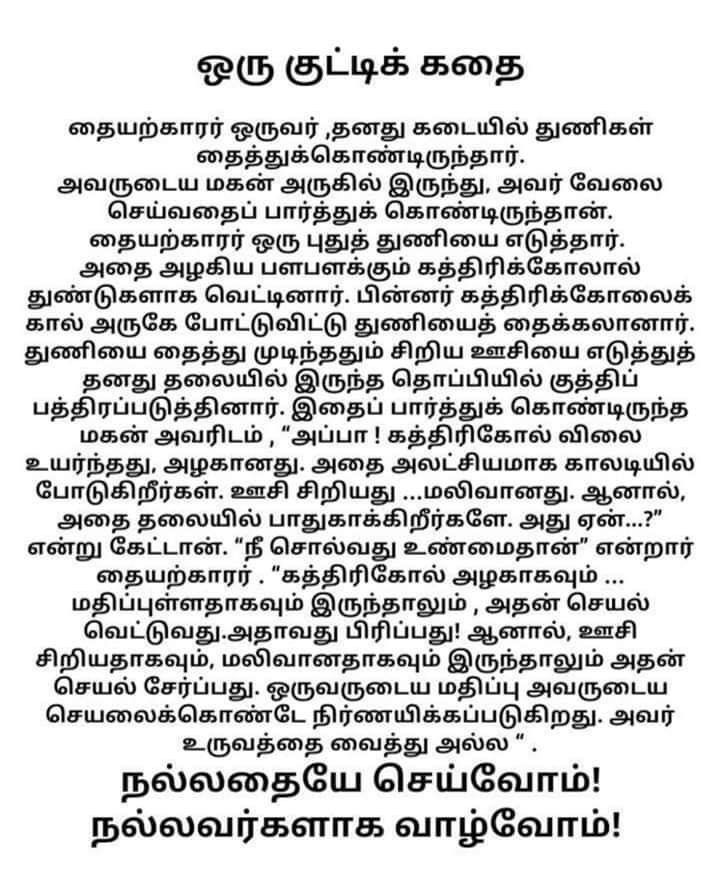 ஒரு குட்டிக் கதை
தையற்காரர் ஒருவர் ,தனது கடையில் துணிகள்
தைத்துக்கொண்டிருந்தார்.
அவருடைய மகன் அருகில் இருந்து, அவர் வேலை
செய்வதைப் பார்த்துக் கொண்டிருந்தான்.
தையற்காரர் ஒரு புதுத் துணியை எடுத்தார்.
அதை அழகிய பளபளக்கும் கத்திரிக்கோலால்
துண்டுகளாக வெட்டினார். பின்னர் கத்திரிக்கோலைக்
கால் அருகே போட்டுவிட்டு துணியைத் தைக்கலானார்.
துணியை தைத்து முடிந்ததும் சிறிய ஊசியை எடுத்துத்
தனது தலையில் இருந்த தொப்பியில் குத்திப்
பத்திரப்படுத்தினார். இதைப் பார்த்துக் கொண்டிருந்த
மகன் அவரிடம் , “அப்பா ! கத்திரிகோல் விலை
உயர்ந்தது, அழகானது. அதை அலட்சியமாக காலடியில்
போடுகிறீர்கள். ஊசி சிறியது ...மலிவானது. ஆனால்,
அதை தலையில் பாதுகாக்கிறீர்களே. அது ஏன்...?”
என்று கேட்டான். “நீ சொல்வது உண்மைதான்” என்றார்
தையற்காரர் . “கத்திரிகோல் அழகாகவும் ...
மதிப்புள்ளதாகவும் இருந்தாலும் , அதன் செயல்
வெட்டுவது.அதாவது பிரிப்பது! ஆனால், ஊசி
சிறியதாகவும், மலிவானதாகவும் இருந்தாலும் அதன்
செயல் சேர்ப்பது. ஒருவருடைய மதிப்பு அவருடைய
செயலைக்கொண்டே நிர்ணயிக்கப்படுகிறது. அவர்
உருவத்தை வைத்து அல்ல “ .
நல்லதையே செய்வோம்!
நல்லவர்களாக வாழ்வோம்!